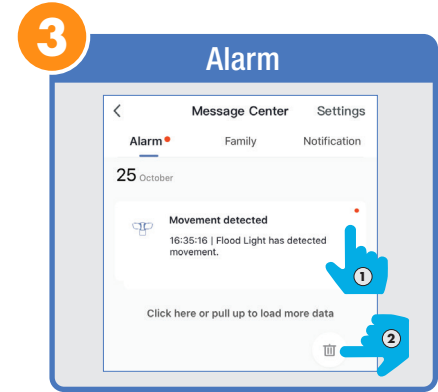 3
Alarm
Message Center Settings
Alarm Family Notification
25 October
Movement detected
16:35:16 | Flood Light has detected
movement.
1
Click here or pull up to load more data
2